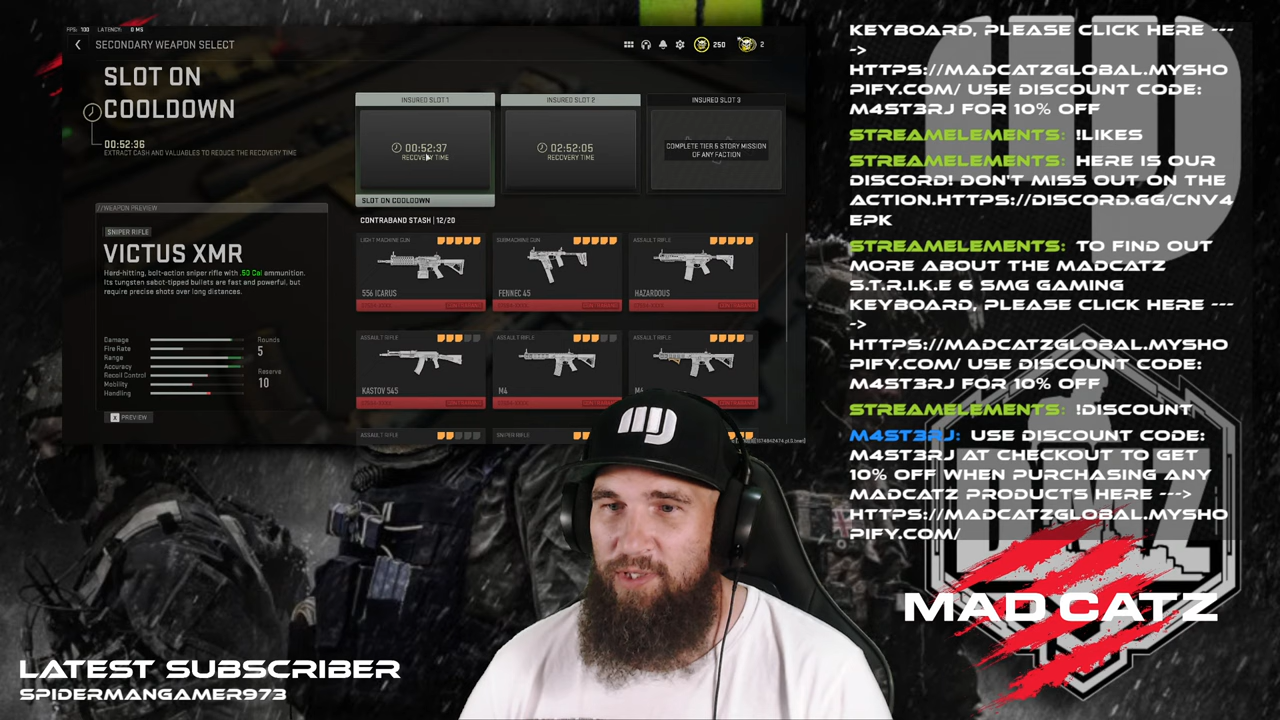 FPS: 100 LATENCY: 0 MS
SECONDARY WEAPON SELECT
250
2
SLOT ON
COOLDOWN
00:52:36
EXTRACT CASH AND VALUABLES TO REDUCE THE RECOVERY TIME
INSURED SLOT 1
INSURED SLOT 2
INSURED SLOT 3
00:52:37
RECOVERY TIME
02:52:05
RECOVERY TIME
COMPLETE TIER 5 STORY MISSION
OF ANY FACTION
SLOT ON COOLDOWN
CONTRABAND STASH | 12/20
//WEAPON PREVIEW
SNIPER RIFLE
VICTUS XMR
Hard-hitting, bolt-action sniper rifle with .50 Cal ammunition.
Its tungsten sabot-tipped bullets are fast and powerful, but
require precise shots over long distances.
Damage
Fire Rate
Range
Accuracy
Recoil Control
Mobility
Handling
Rounds
5
Reserve
10
X PREVIEW
LIGHT MACHINE GUN
556 ICARUS
SUBMACHINE GUN
FENNEC 45
ASSAULT RIFLE
HAZARDOUS
ASSAULT RIFLE
KASTOV 545
ASSAULT RIFLE
M4
ASSAULT RIFLE
ASSAULT RIFLE
SNIPER RIFLE
KEYBOARD, PLEASE CLICK HERE ---
->
HTTPS://MADCATZGLOBAL.MYSHO
PIFY.COM/ USE DISCOUNT CODE:
M4ST3RJ FOR 10% OFF
STREAMELEMENTS: !LIKES
STREAMELEMENTS: HERE IS OUR
DISCORD! DON'T MISS OUT ON THE
ACTION.HTTPS://DISCORD.GG/CNV4
EPK
STREAMELEMENTS: TO FIND OUT
MORE ABOUT THE MADCATZ
S.T.R.I.K.E 6 SMG GAMING
KEYBOARD, PLEASE CLICK HERE ---
->
HTTPS://MADCATZGLOBAL.MYSHO
PIFY.COM/ USE DISCOUNT CODE:
M4ST3RJ FOR 10% OFF
STREAMELEMENTS: !DISCOUNT
M4ST3RJ: USE DISCOUNT CODE:
M4ST3RJ AT CHECKOUT TO GET
10% OFF WHEN PURCHASING ANY
MADCATZ PRODUCTS HERE --->
HTTPS://MADCATZGLOBAL.MYSHO
PIFY.COM/
MAD CATZ
LATEST SUBSCRIBER
SPIDERMANGAMER973